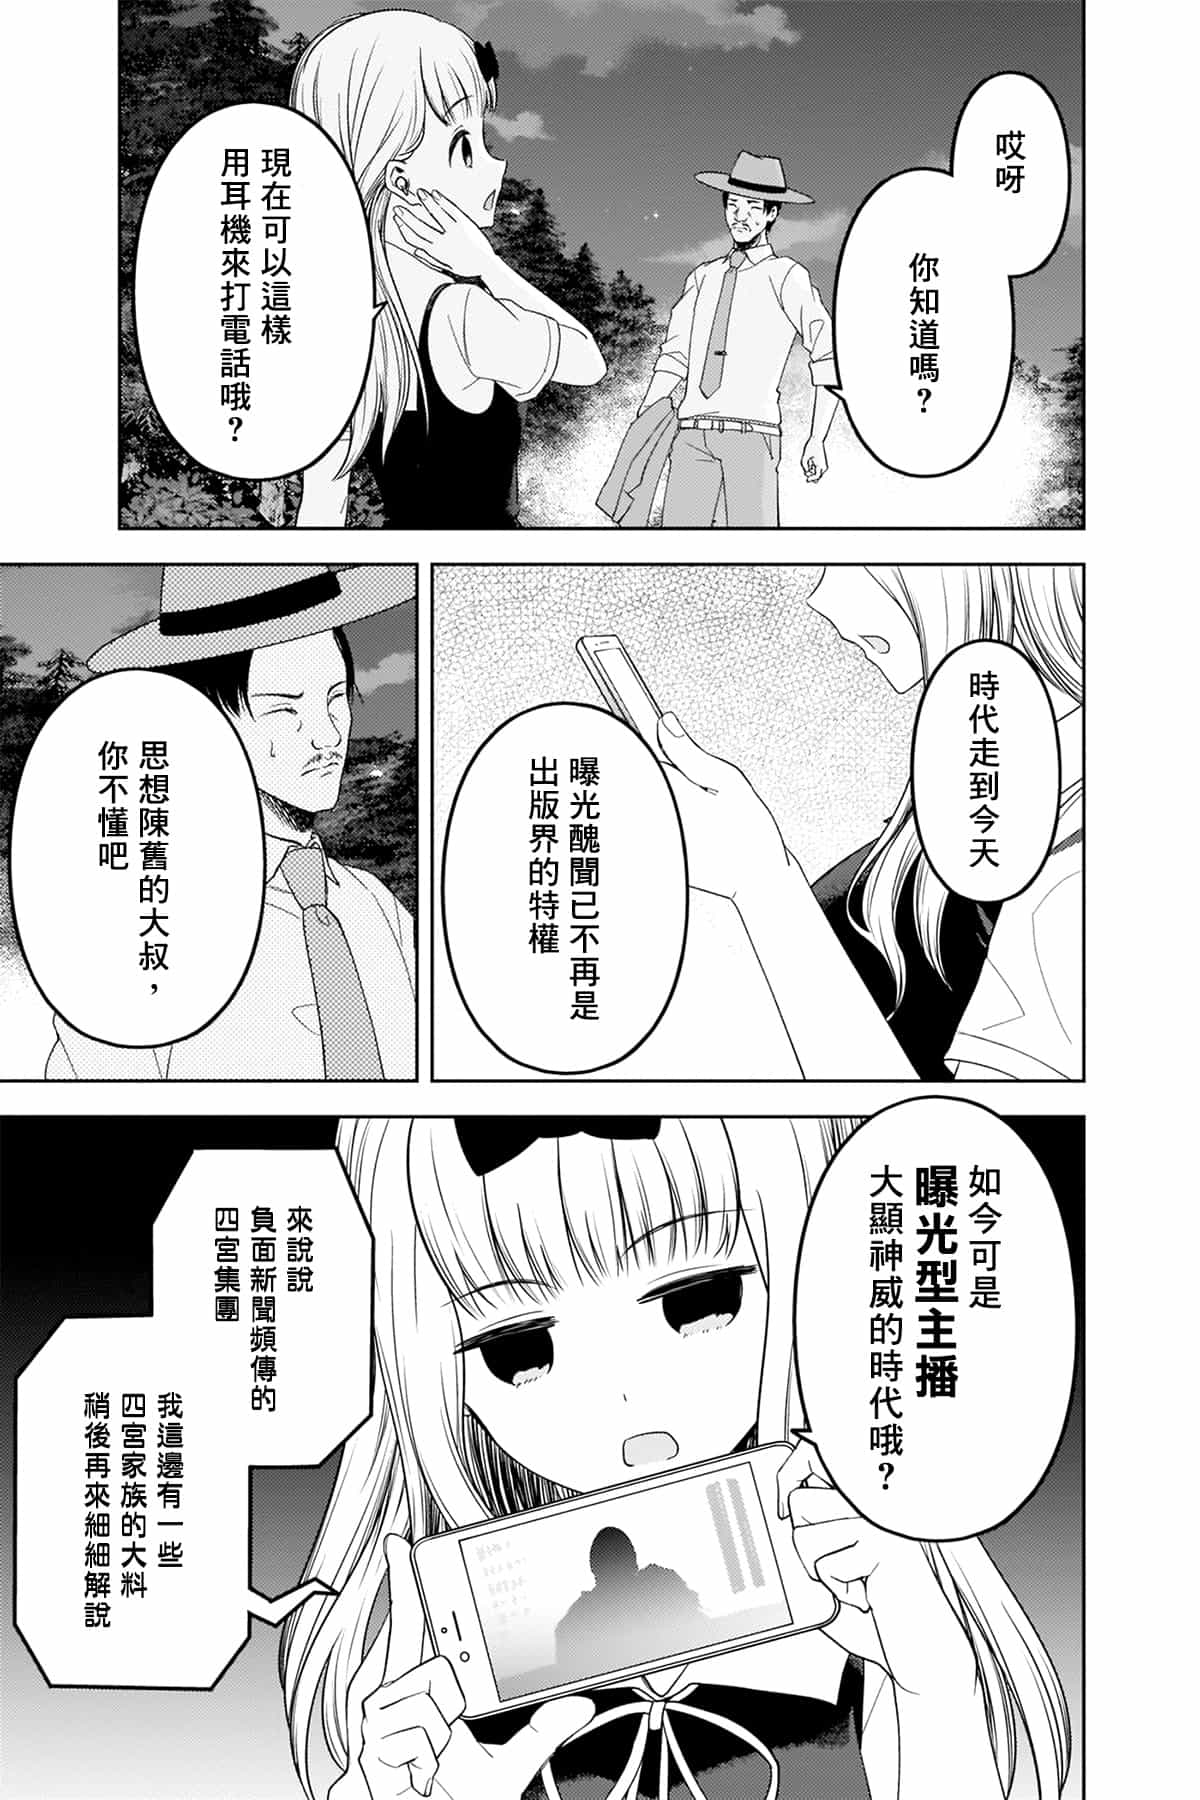 哎呀
你知道嗎？
現在可以這樣
用耳機來打電話哦？
時代走到今天
曝光醜聞已不再是
出版界的特權
思想陳舊的大叔，
你不懂吧
如今可是
曝光型主播
大顯神威的時代哦？
來說說
負面新聞頻傳的
四宮集團
我這邊有一些
四宮家族的大料
稍後再來細細解說